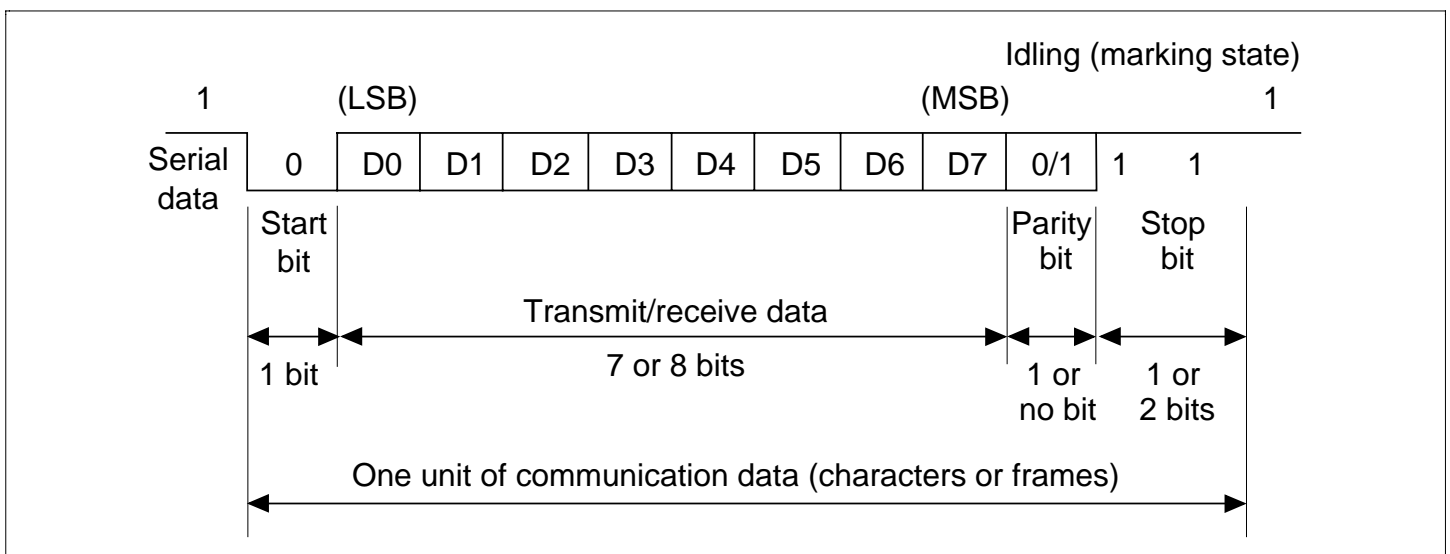 Idling (marking state)
1 (LSB) (MSB) 1
Serial data
0 D0 D1 D2 D3 D4 D5 D6 D7 0/1 1 1
Start
bit
Parity
bit
Stop
bit
Transmit/receive data
1 bit
7 or 8 bits
1 or
no bit
1 or
2 bits
One unit of communication data (characters or frames)